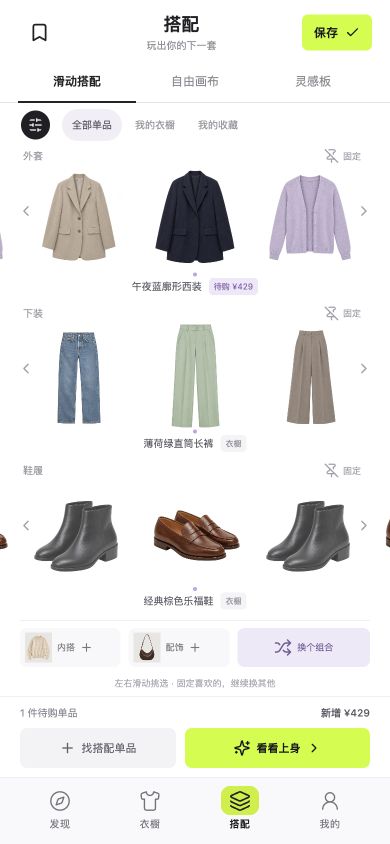 搭配
玩出你的下一套
保存
滑动搭配 自由画布 灵感板
全部单品 我的衣橱 我的收藏
外套 固定
午夜蓝廓形西装 待购 ¥429
下装 固定
薄荷绿直筒长裤 衣橱
鞋履 固定
经典棕色乐福鞋 衣橱
内搭 配饰 换个组合
左右滑动挑选 · 固定喜欢的，继续换其他
1 件待购单品 新增 ¥429
找搭配单品 看看上身
发现 衣橱 搭配 我的